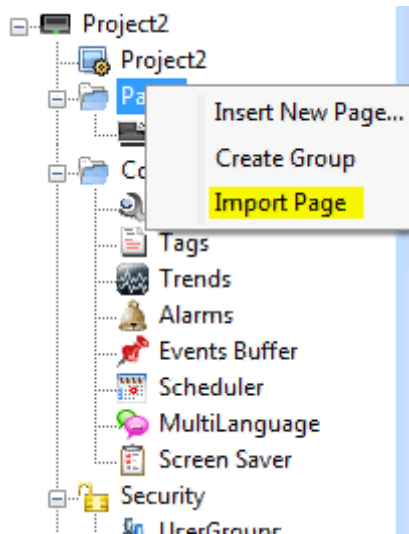 Project2
Project2
Pa
Insert New Page...
Create Group
Import Page
Co
Tags
Trends
Alarms
Events Buffer
Scheduler
MultiLanguage
Screen Saver
Security
UserGroups